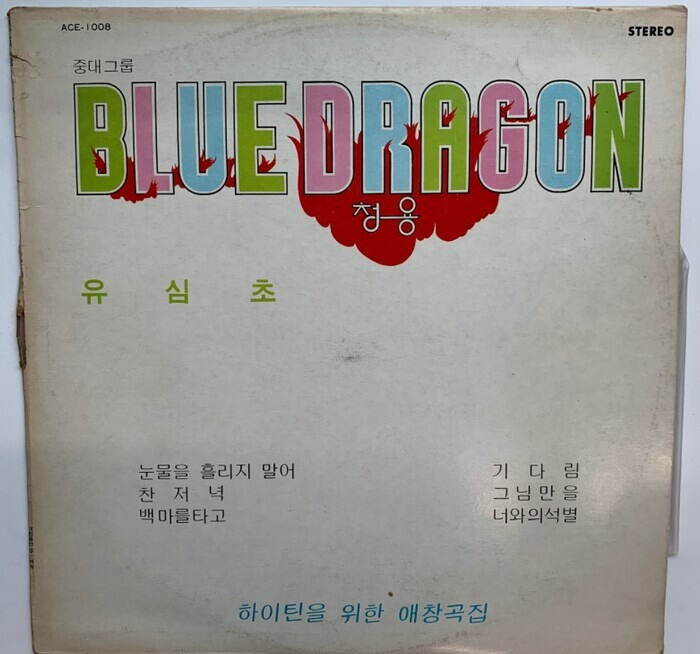 ACE-1008
STEREO
중대그룹
BLUE DRAGON
청용
유심초
눈물을 흘리지 말어
찬저녁
백마를타고
기다림
그님만을
너와의석별
하이틴을 위한 애창곡집